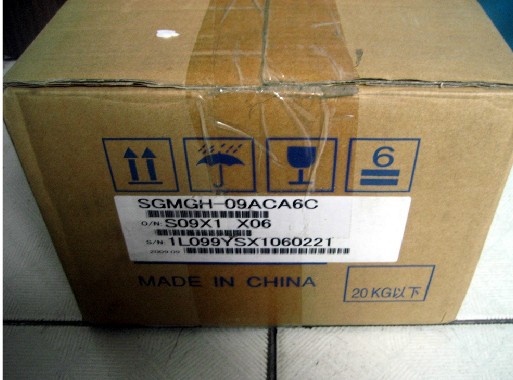 6
SGMGH-09ACA6C
O/N: S09X1 X06
S/N: 1L099YSX1060221
MADE IN CHINA
20 KG以下